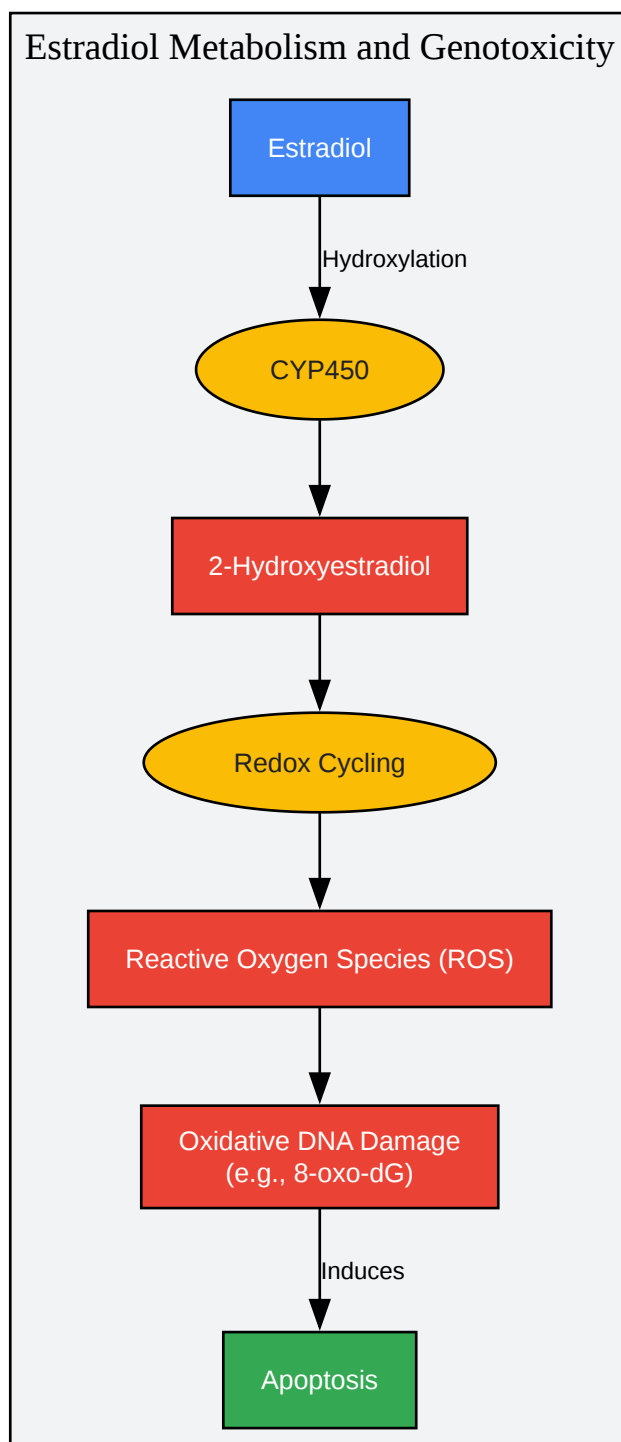 Estradiol Metabolism and Genotoxicity
Estradiol
Hydroxylation
CYP450
2-Hydroxyestradiol
Redox Cycling
Reactive Oxygen Species (ROS)
Oxidative DNA Damage
(e.g., 8-oxo-dG)
Induces
Apoptosis